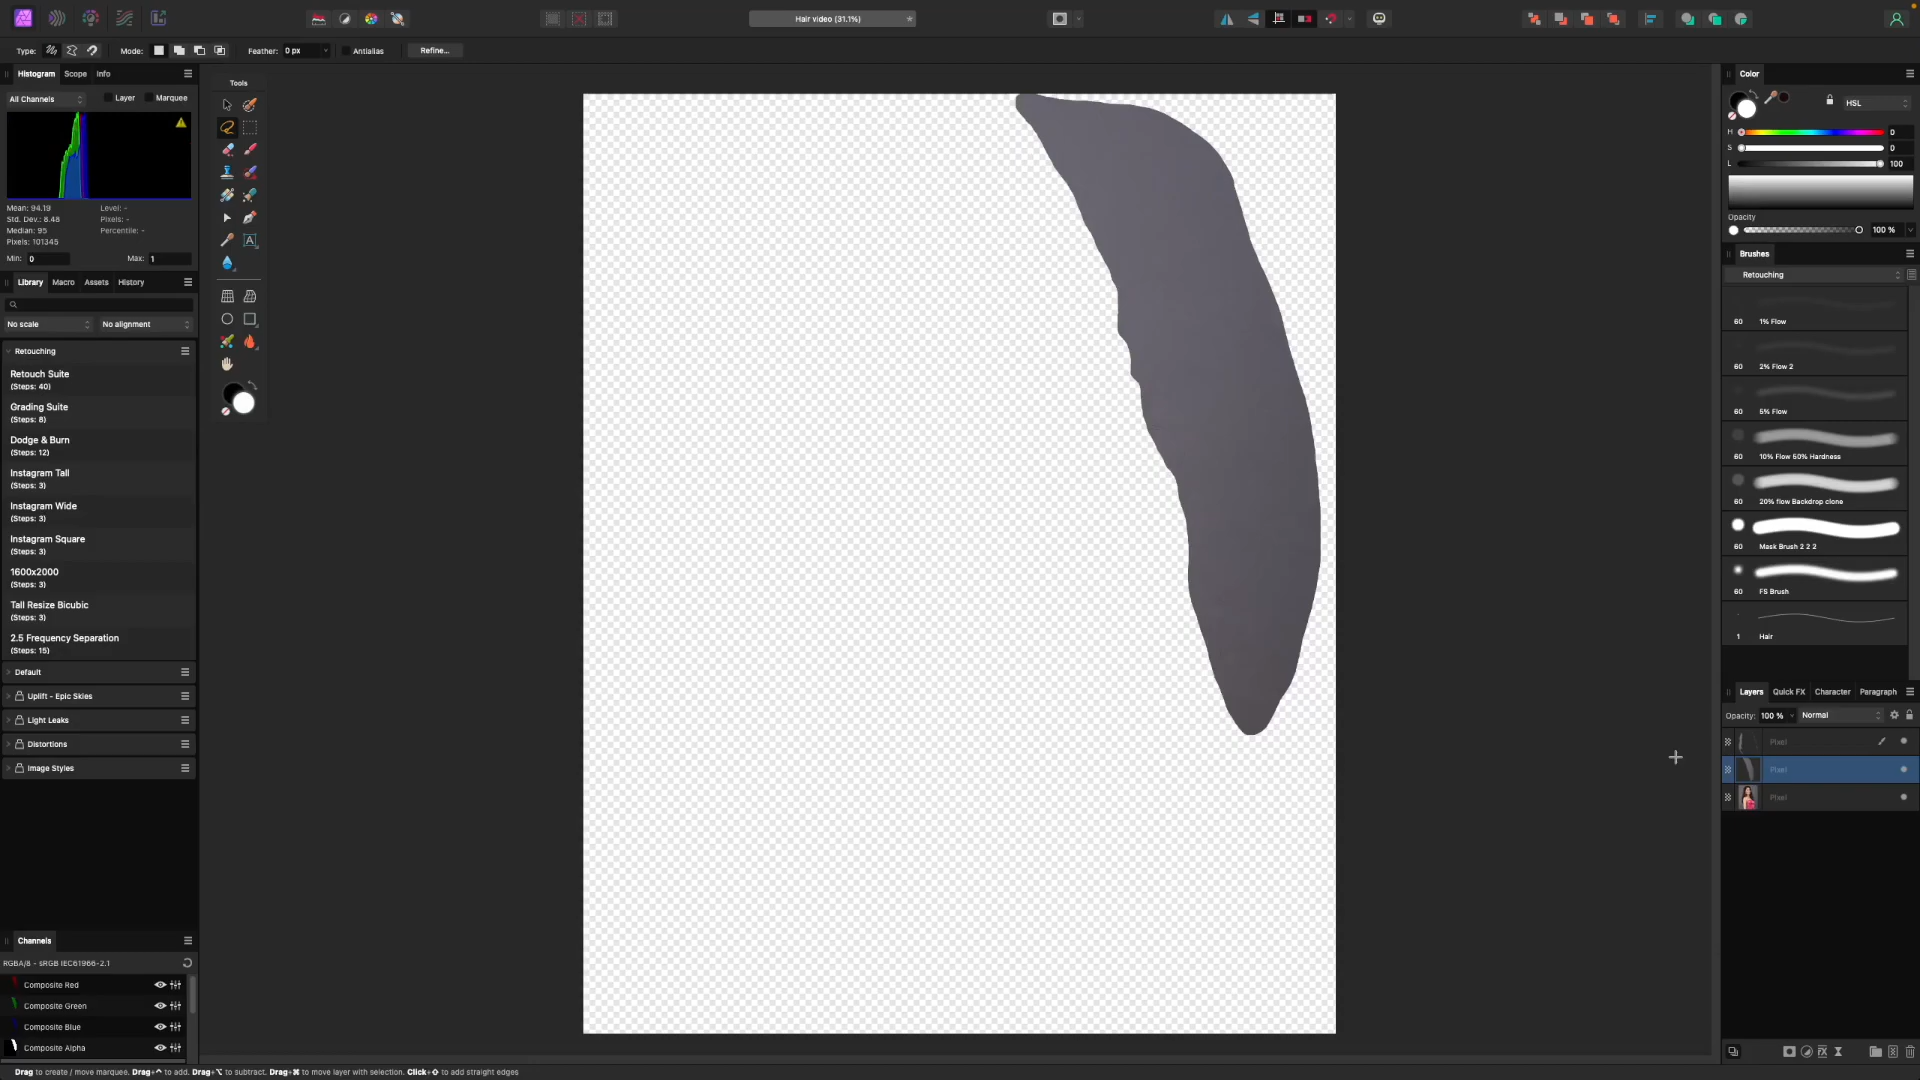 Hair video (31.1%)
Type:
Mode:
Feather: 0 px
Antialias
Refine...
Histogram
Scope
Info
All Channels
Layer
Marquee
Mean: 94.19
Std. Dev.: 8.48
Median: 95
Pixels: 101345
Level: -
Pixels: -
Percentile: -
Min: 0
Max: 1
Library
Macro
Assets
History
No scale
No alignment
Retouching
Retouch Suite
(Steps: 40)
Grading Suite
(Steps: 8)
Dodge & Burn
(Steps: 12)
Instagram Tall
(Steps: 3)
Instagram Wide
(Steps: 3)
Instagram Square
(Steps: 3)
1600x2000
(Steps: 3)
Tall Resize Bicubic
(Steps: 3)
2.5 Frequency Separation
(Steps: 15)
Default
Uplift - Epic Skies
Light Leaks
Distortions
Image Styles
Channels
RGBA/8 - sRGB IEC61966-2.1
Composite Red
Composite Green
Composite Blue
Composite Alpha
Tools
A
Color
HSL
H 0
S 0
L 100
Opacity
100 %
Brushes
Retouching
60 1% Flow
60 2% Flow 2
60 5% Flow
60 10% Flow 50% Hardness
60 20% flow Backdrop clone
60 Mask Brush 2 2 2
60 FS Brush
1 Hair
Layers
Quick FX
Character
Paragraph
Opacity: 100 %
Normal
Pixel
Pixel
Pixel
Drag to create / move marquee. Drag+^ to add. Drag+⌥ to subtract. Drag+⌘ to move layer with selection. Click+⇧ to add straight edges